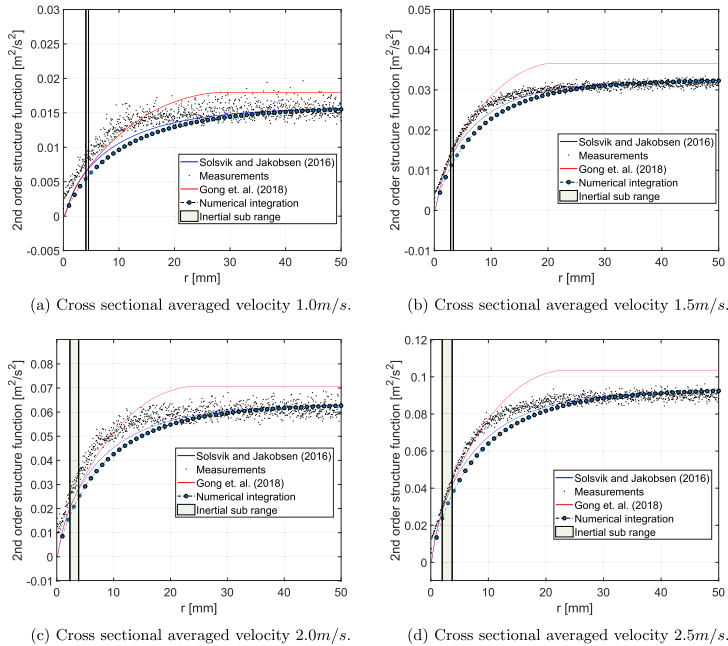 0.03
0.025
0.02
0.015
0.01
0.005
0
-0.005
2nd order structure function [m²/s²]
Solsvik and Jakobsen (2016)
Measurements
Gong et. al. (2018)
Numerical integration
Inertial sub range
0 10 20 30 40 50
r [mm]
(a) Cross sectional averaged velocity 1.0m/s.
0.05
0.04
0.03
0.02
0.01
0
-0.01
2nd order structure function [m²/s²]
Solsvik and Jakobsen (2016)
Measurements
Gong et. al. (2018)
Numerical integration
Inertial sub range
0 10 20 30 40 50
r [mm]
(b) Cross sectional averaged velocity 1.5m/s.
0.08
0.07
0.06
0.05
0.04
0.03
0.02
0.01
0
-0.01
2nd order structure function [m²/s²]
Solsvik and Jakobsen (2016)
Measurements
Gong et. al. (2018)
Numerical integration
Inertial sub range
0 10 20 30 40 50
r [mm]
(c) Cross sectional averaged velocity 2.0m/s.
0.12
0.1
0.08
0.06
0.04
0.02
0
2nd order structure function [m²/s²]
Solsvik and Jakobsen (2016)
Measurements
Gong et. al. (2018)
Numerical integration
Inertial sub range
0 10 20 30 40 50
r [mm]
(d) Cross sectional averaged velocity 2.5m/s.